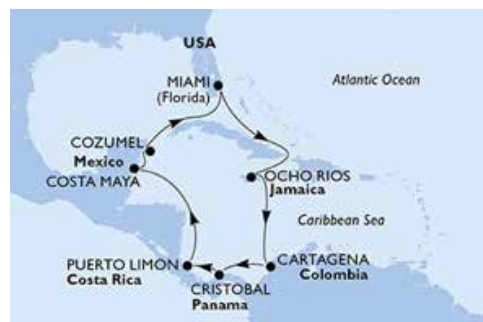 USA
MIAMI
(Florida)
Atlantic Ocean
COZUMEL
Mexico
COSTA MAYA
OCHO RIOS
Jamaica
Caribbean Sea
PUERTO LIMON
Costa Rica
CARTAGENA
Colombia
CRISTOBAL
Panama